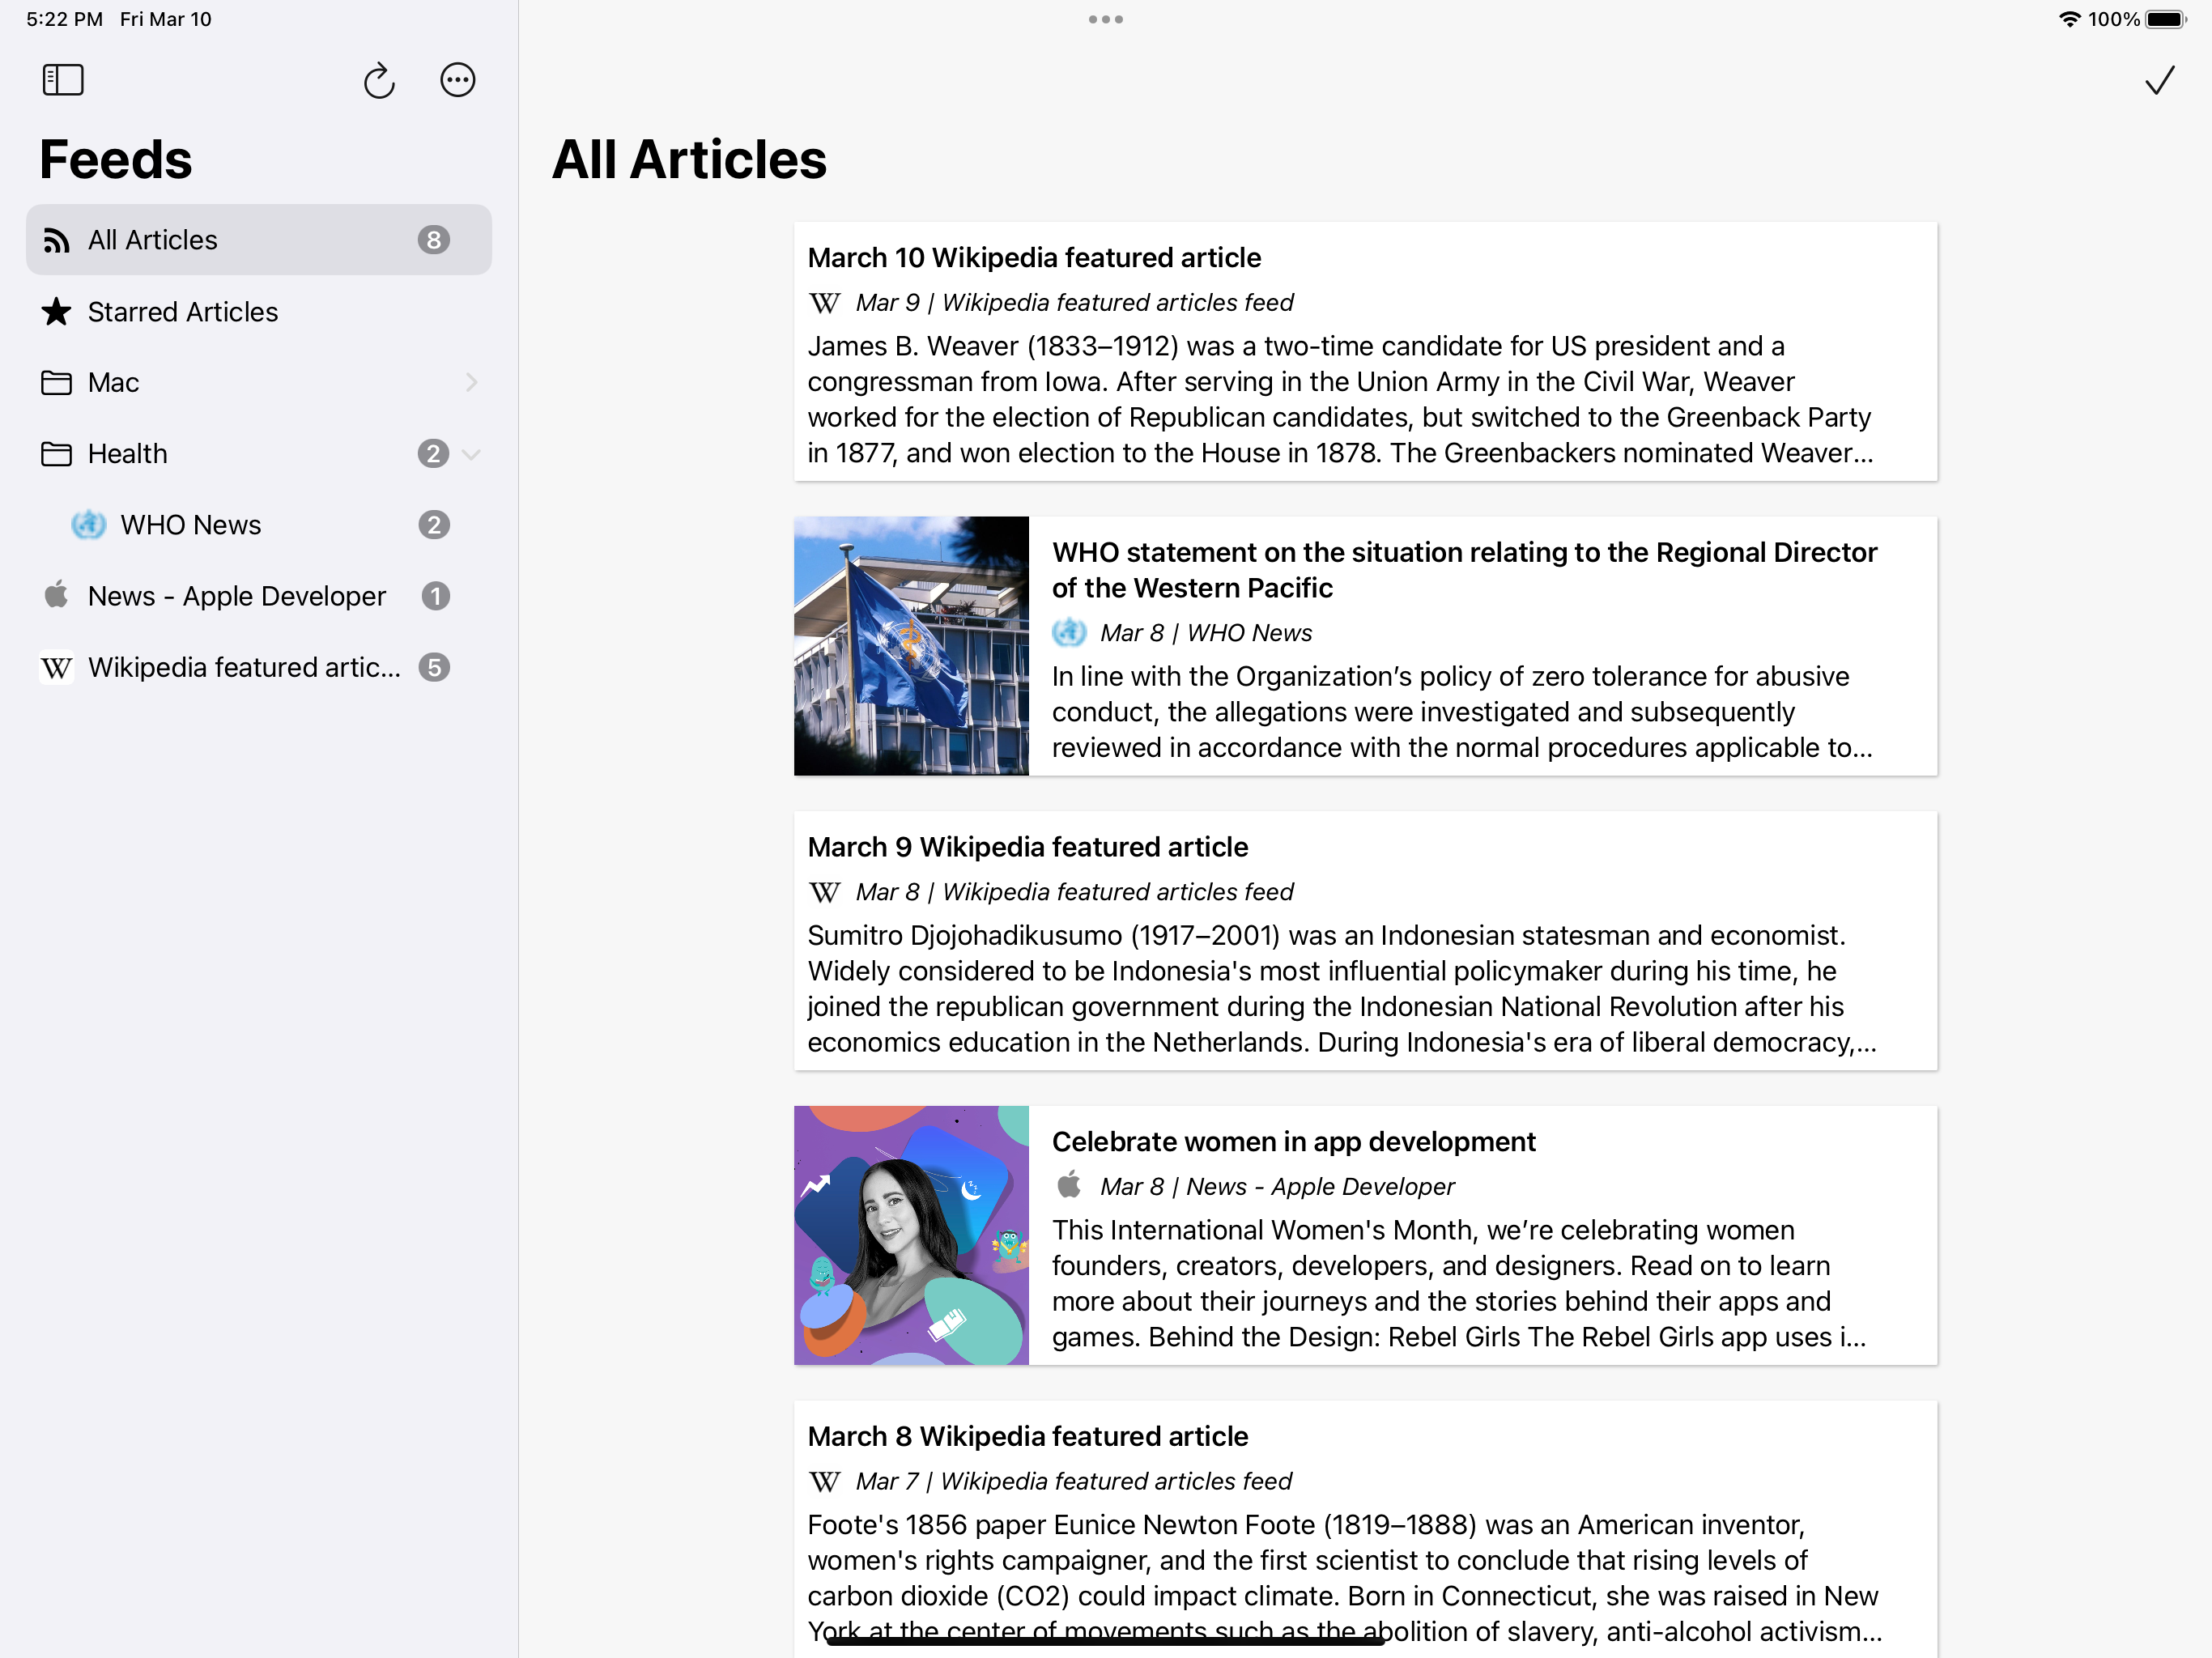 5:22 PM Fri Mar 10
100%
Feeds
All Articles 8
Starred Articles
Mac
Health 2
WHO News 2
News - Apple Developer 1
W Wikipedia featured artic... 5
All Articles
March 10 Wikipedia featured article
W Mar 9 | Wikipedia featured articles feed
James B. Weaver (1833–1912) was a two-time candidate for US president and a
congressman from Iowa. After serving in the Union Army in the Civil War, Weaver
worked for the election of Republican candidates, but switched to the Greenback Party
in 1877, and won election to the House in 1878. The Greenbackers nominated Weaver...
WHO statement on the situation relating to the Regional Director
of the Western Pacific
Mar 8 | WHO News
In line with the Organization’s policy of zero tolerance for abusive
conduct, the allegations were investigated and subsequently
reviewed in accordance with the normal procedures applicable to...
March 9 Wikipedia featured article
W Mar 8 | Wikipedia featured articles feed
Sumitro Djojohadikusumo (1917–2001) was an Indonesian statesman and economist.
Widely considered to be Indonesia's most influential policymaker during his time, he
joined the republican government during the Indonesian National Revolution after his
economics education in the Netherlands. During Indonesia's era of liberal democracy,...
Celebrate women in app development
Mar 8 | News - Apple Developer
This International Women's Month, we’re celebrating women
founders, creators, developers, and designers. Read on to learn
more about their journeys and the stories behind their apps and
games. Behind the Design: Rebel Girls The Rebel Girls app uses i...
March 8 Wikipedia featured article
W Mar 7 | Wikipedia featured articles feed
Foote's 1856 paper Eunice Newton Foote (1819–1888) was an American inventor,
women's rights campaigner, and the first scientist to conclude that rising levels of
carbon dioxide (CO2) could impact climate. Born in Connecticut, she was raised in New
York at the center of movements such as the abolition of slavery, anti-alcohol activism...